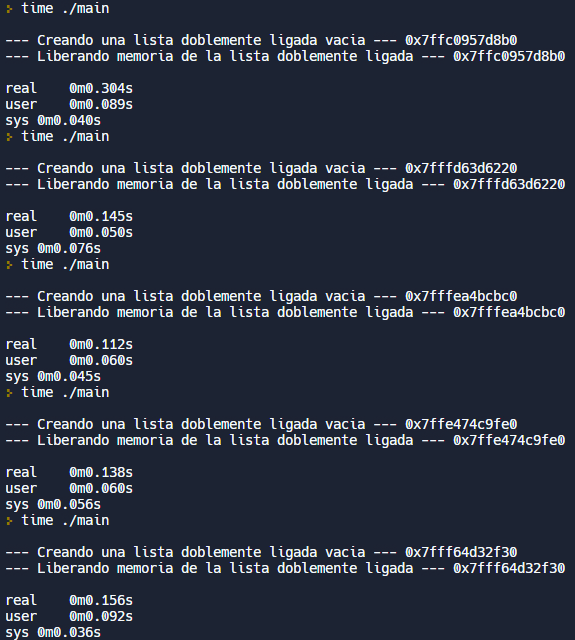 > time ./main
--- Creando una lista doblemente ligada vacia --- 0x7ffc0957d8b0
--- Liberando memoria de la lista doblemente ligada --- 0x7ffc0957d8b0
real 0m0.304s
user 0m0.089s
sys 0m0.040s
> time ./main
--- Creando una lista doblemente ligada vacia --- 0x7fffd63d6220
--- Liberando memoria de la lista doblemente ligada --- 0x7fffd63d6220
real 0m0.145s
user 0m0.050s
sys 0m0.076s
> time ./main
--- Creando una lista doblemente ligada vacia --- 0x7fffea4bcbc0
--- Liberando memoria de la lista doblemente ligada --- 0x7fffea4bcbc0
real 0m0.112s
user 0m0.060s
sys 0m0.045s
> time ./main
--- Creando una lista doblemente ligada vacia --- 0x7ffe474c9fe0
--- Liberando memoria de la lista doblemente ligada --- 0x7ffe474c9fe0
real 0m0.138s
user 0m0.060s
sys 0m0.056s
> time ./main
--- Creando una lista doblemente ligada vacia --- 0x7fff64d32f30
--- Liberando memoria de la lista doblemente ligada --- 0x7fff64d32f30
real 0m0.156s
user 0m0.092s
sys 0m0.036s